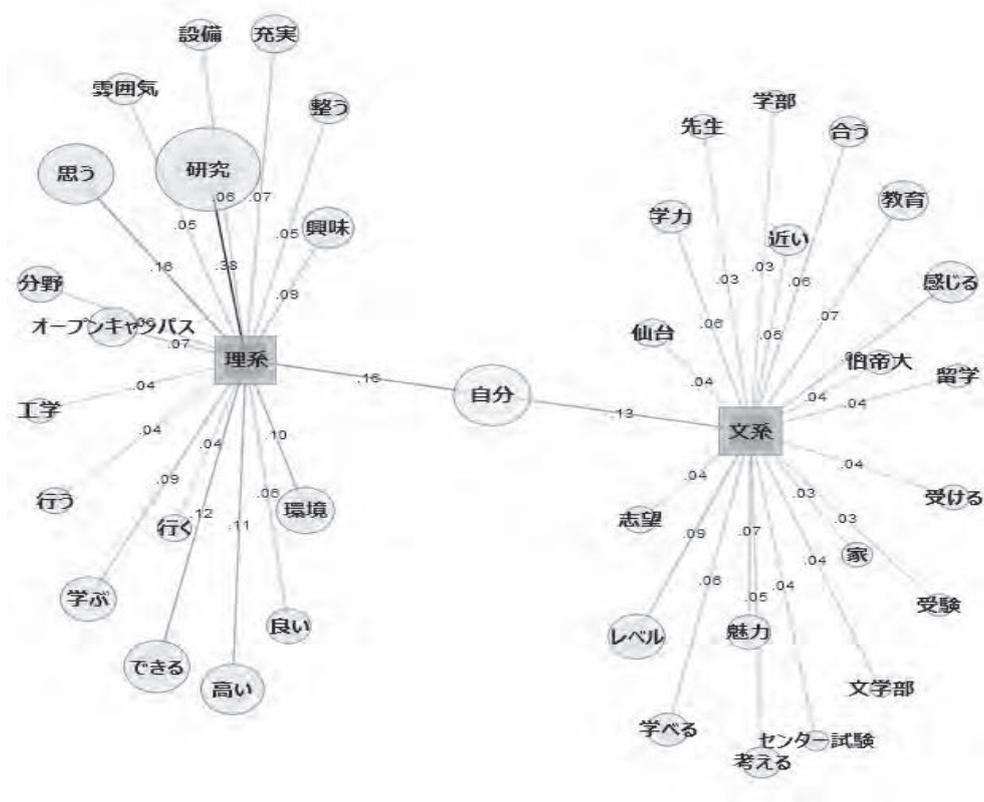 設備
充実
雰囲気
整う
思う
研究
.06
.07
興味
.05
.05
.16
.38
分野
.09
オープンキャンパス
.07
理系
.16
自分
.13
工学
.04
.04
.04
.10
行う
.09
行く
.12
.11
.06
環境
学ぶ
良い
できる
高い
学部
先生
合う
学力
教育
近い
.03
.03
.06
感じる
.06
.06
.07
仙台
旧帝大
留学
.04
.04
.04
文系
.04
.04
.03
受ける
志望
.03
.09
.07
家
.04
.06
.05
.04
受験
レベル
魅力
文学部
学べる
センター試験
考える